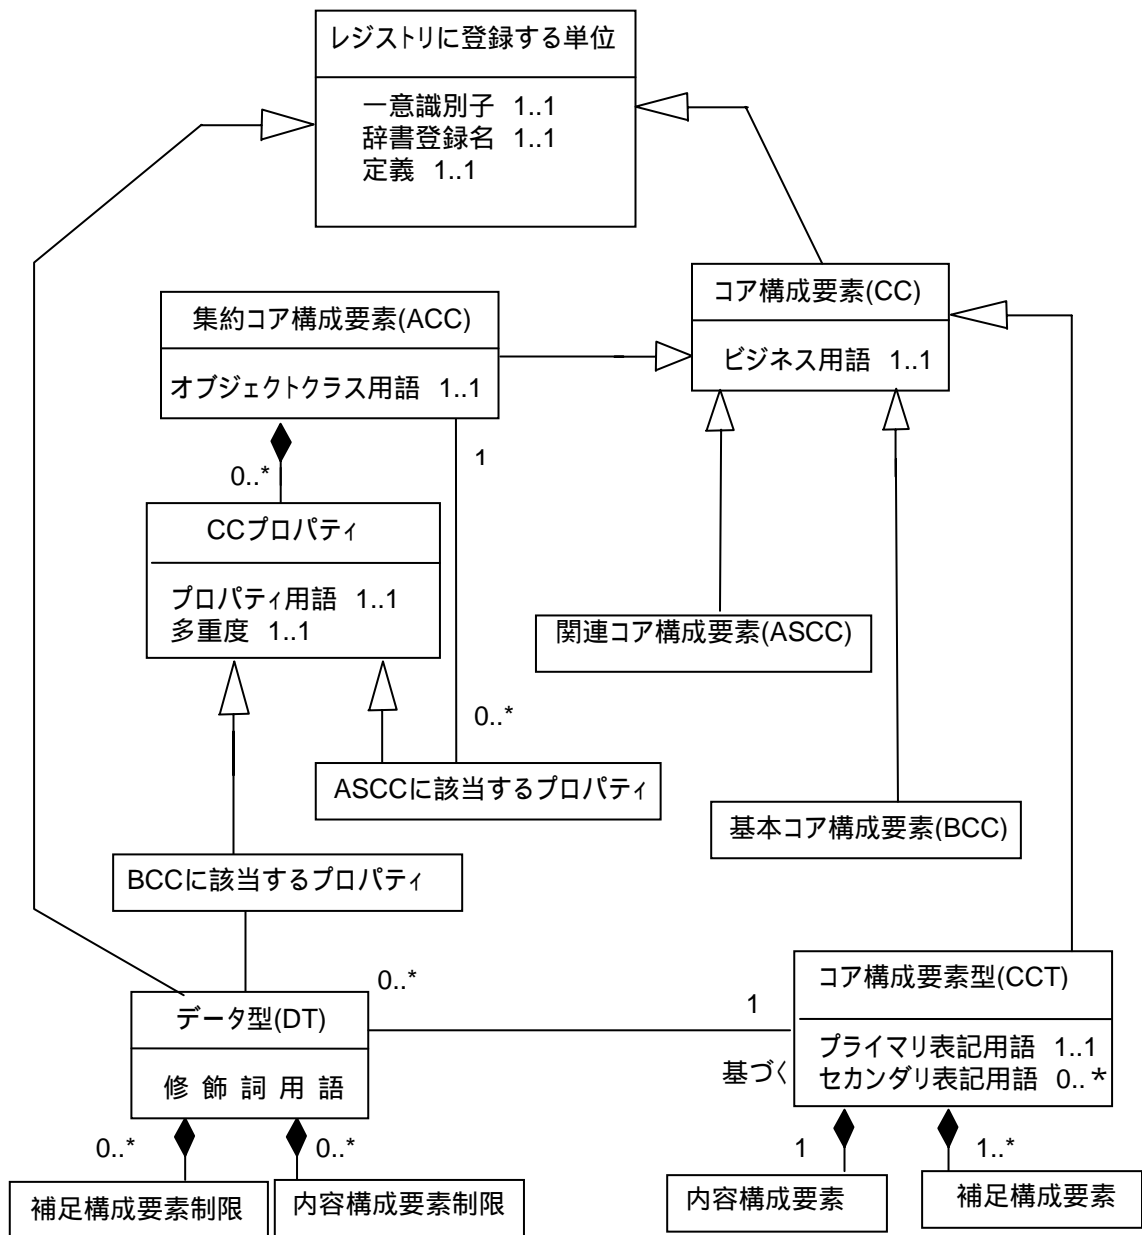 レジストリに登録する単位
一意識別子 1..1
辞書登録名 1..1
定義 1..1
コア構成要素(CC)
ビジネス用語 1..1
集約コア構成要素(ACC)
オブジェクトクラス用語 1..1
0..*
1
CCプロパティ
プロパティ用語 1..1
多重度 1..1
関連コア構成要素(ASCC)
0..*
ASCCに該当するプロパティ
基本コア構成要素(BCC)
BCCに該当するプロパティ
0..*
データ型(DT)
修飾詞用語
1
基づく
コア構成要素型(CCT)
プライマリ表記用語 1..1
セカンダリ表記用語 0..*
0..*
0..*
1
1..*
補足構成要素制限
内容構成要素制限
内容構成要素
補足構成要素